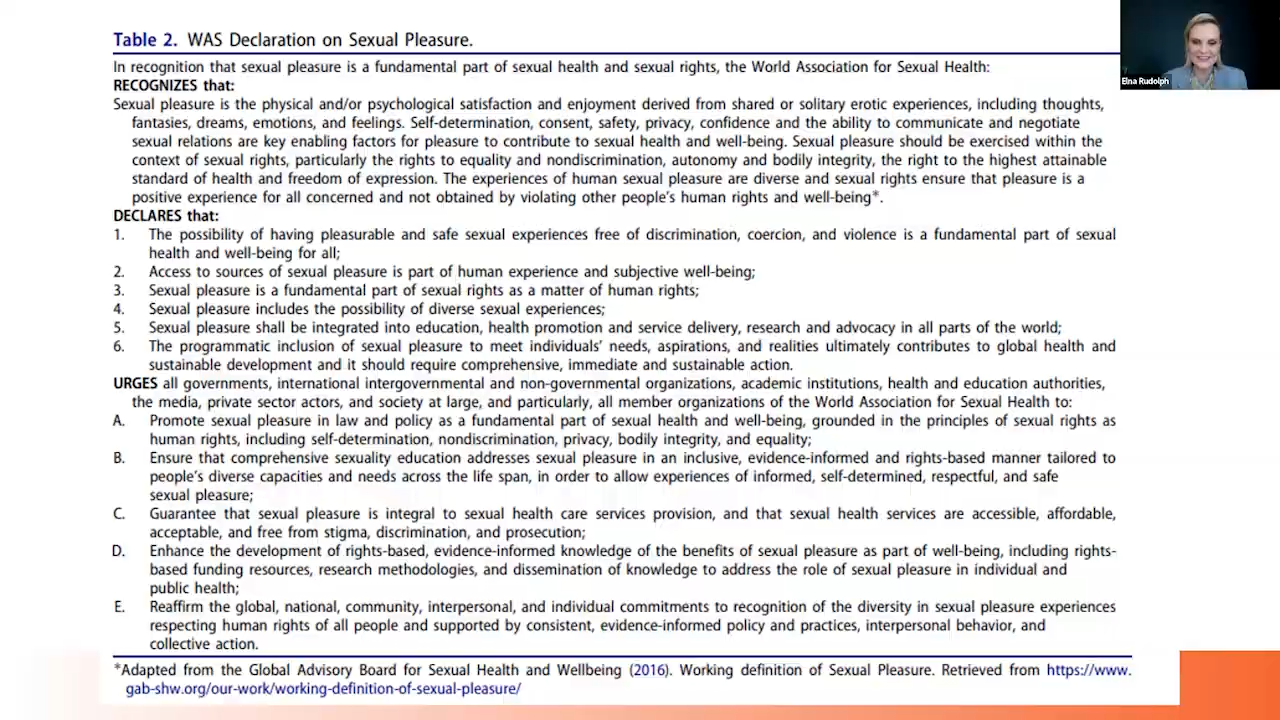 Table 2. WAS Declaration on Sexual Pleasure.
In recognition that sexual pleasure is a fundamental part of sexual health and sexual rights, the World Association for Sexual Health:
RECOGNIZES that:
Sexual pleasure is the physical and/or psychological satisfaction and enjoyment derived from shared or solitary erotic experiences, including thoughts,
fantasies, dreams, emotions, and feelings. Self-determination, consent, safety, privacy, confidence and the ability to communicate and negotiate
sexual relations are key enabling factors for pleasure to contribute to sexual health and well-being. Sexual pleasure should be exercised within the
context of sexual rights, particularly the rights to equality and nondiscrimination, autonomy and bodily integrity, the right to the highest attainable
standard of health and freedom of expression. The experiences of human sexual pleasure are diverse and sexual rights ensure that pleasure is a
positive experience for all concerned and not obtained by violating other people's human rights and well-being*.
DECLARES that:
1. The possibility of having pleasurable and safe sexual experiences free of discrimination, coercion, and violence is a fundamental part of sexual
health and well-being for all;
2. Access to sources of sexual pleasure is part of human experience and subjective well-being;
3. Sexual pleasure is a fundamental part of sexual rights as a matter of human rights;
4. Sexual pleasure includes the possibility of diverse sexual experiences;
5. Sexual pleasure shall be integrated into education, health promotion and service delivery, research and advocacy in all parts of the world;
6. The programmatic inclusion of sexual pleasure to meet individuals' needs, aspirations, and realities ultimately contributes to global health and
sustainable development and it should require comprehensive, immediate and sustainable action.
URGES all governments, international intergovernmental and non-governmental organizations, academic institutions, health and education authorities,
the media, private sector actors, and society at large, and particularly, all member organizations of the World Association for Sexual Health to:
A. Promote sexual pleasure in law and policy as a fundamental part of sexual health and well-being, grounded in the principles of sexual rights as
human rights, including self-determination, nondiscrimination, privacy, bodily integrity, and equality;
B. Ensure that comprehensive sexuality education addresses sexual pleasure in an inclusive, evidence-informed and rights-based manner tailored to
people's diverse capacities and needs across the life span, in order to allow experiences of informed, self-determined, respectful, and safe
sexual pleasure;
C. Guarantee that sexual pleasure is integral to sexual health care services provision, and that sexual health services are accessible, affordable,
acceptable, and free from stigma, discrimination, and prosecution;
D. Enhance the development of rights-based, evidence-informed knowledge of the benefits of sexual pleasure as part of well-being, including rights-
based funding resources, research methodologies, and dissemination of knowledge to address the role of sexual pleasure in individual and
public health;
E. Reaffirm the global, national, community, interpersonal, and individual commitments to recognition of the diversity in sexual pleasure experiences
respecting human rights of all people and supported by consistent, evidence-informed policy and practices, interpersonal behavior, and
collective action.
*Adapted from the Global Advisory Board for Sexual Health and Wellbeing (2016). Working definition of Sexual Pleasure. Retrieved from https://www.
gab-shw.org/our-work/working-definition-of-sexual-pleasure/
Elna Rudolph